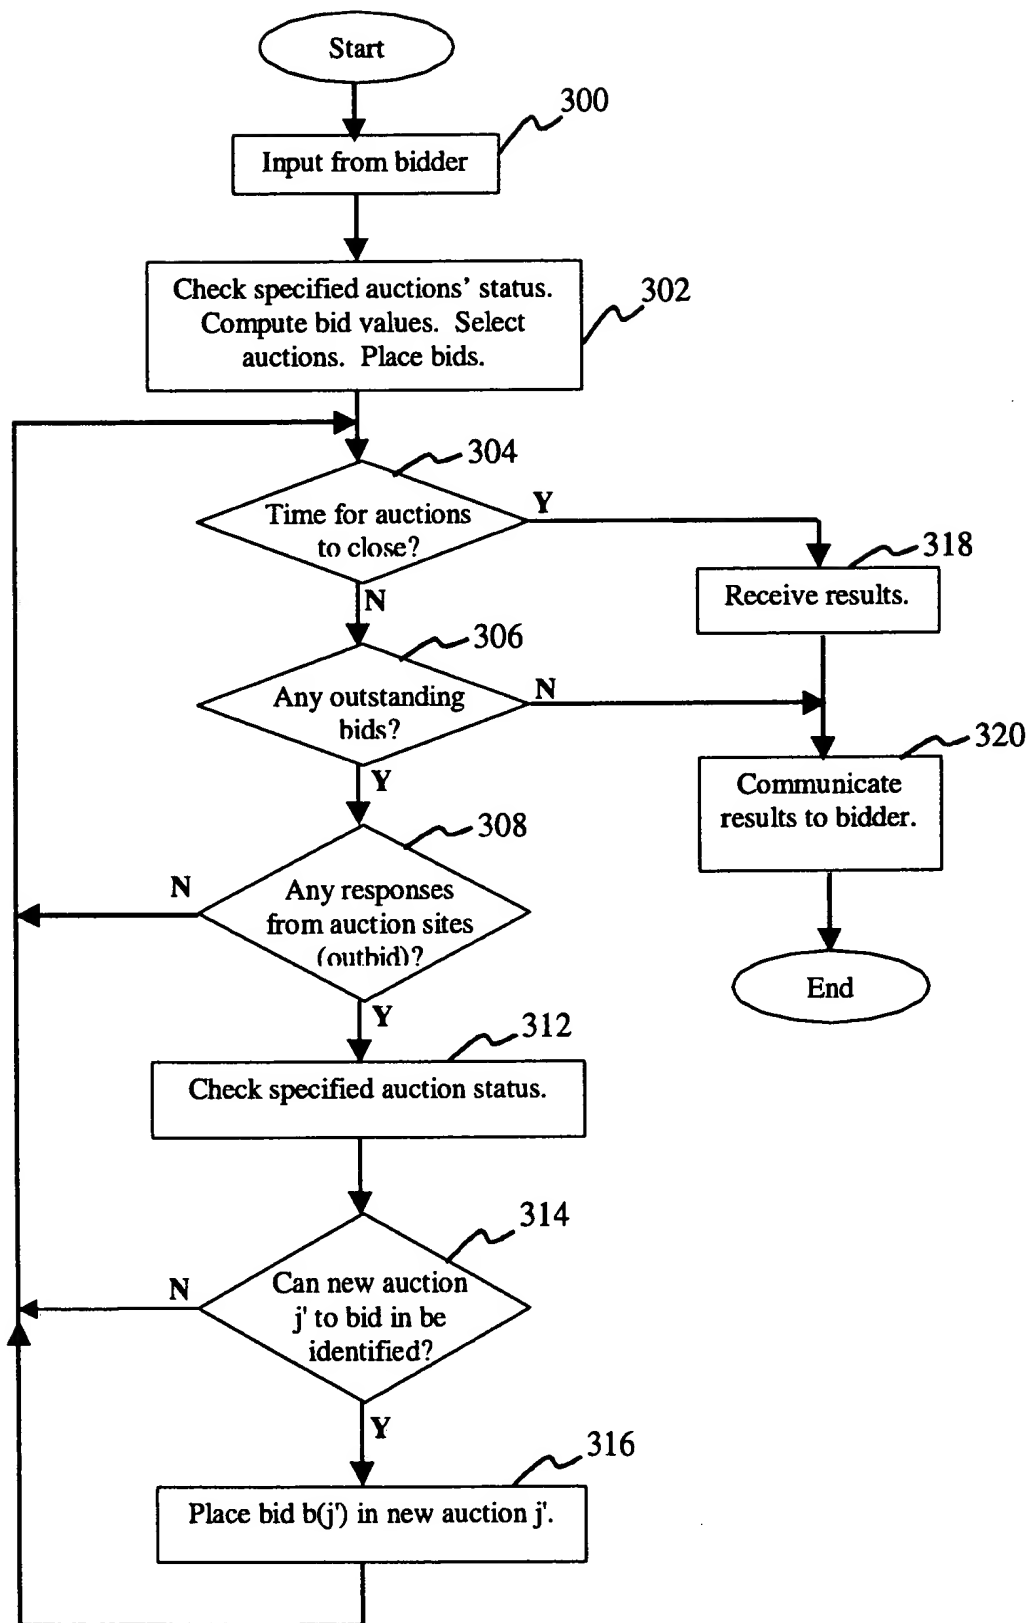 Start
300
Input from bidder
Check specified auctions’ status.
Compute bid values. Select
auctions. Place bids.
302
304
Time for auctions
to close?
Y
N
318
Receive results.
306
Any outstanding
bids?
N
Y
320
Communicate
results to bidder.
308
Any responses
from auction sites
(outbid)?
N
Y
End
312
Check specified auction status.
314
Can new auction
j' to bid in be
identified?
N
Y
316
Place bid b(j') in new auction j'.